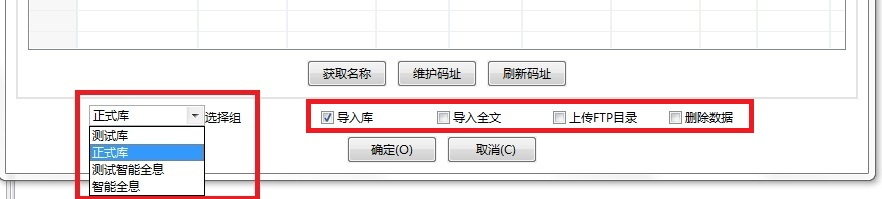 获取名称 维护码址 刷新码址
正式库 选择组 导入库 导入全文 上传FTP目录 删除数据
测试库
正式库
测试智能全息
智能全息
确定(O) 取消(C)